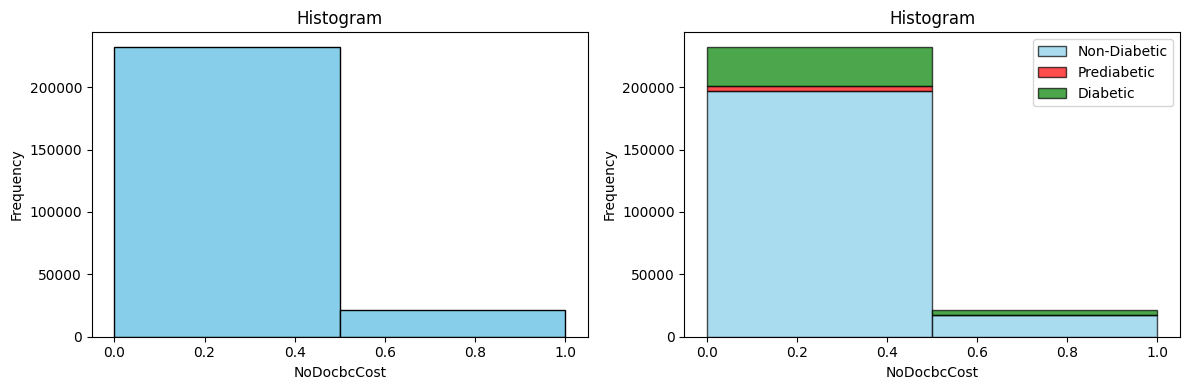 Histogram
Frequency
200000
150000
100000
50000
0
0.0 0.2 0.4 0.6 0.8 1.0
NoDocbcCost
Histogram
Frequency
200000
150000
100000
50000
0
0.0 0.2 0.4 0.6 0.8 1.0
NoDocbcCost
Non-Diabetic
Prediabetic
Diabetic